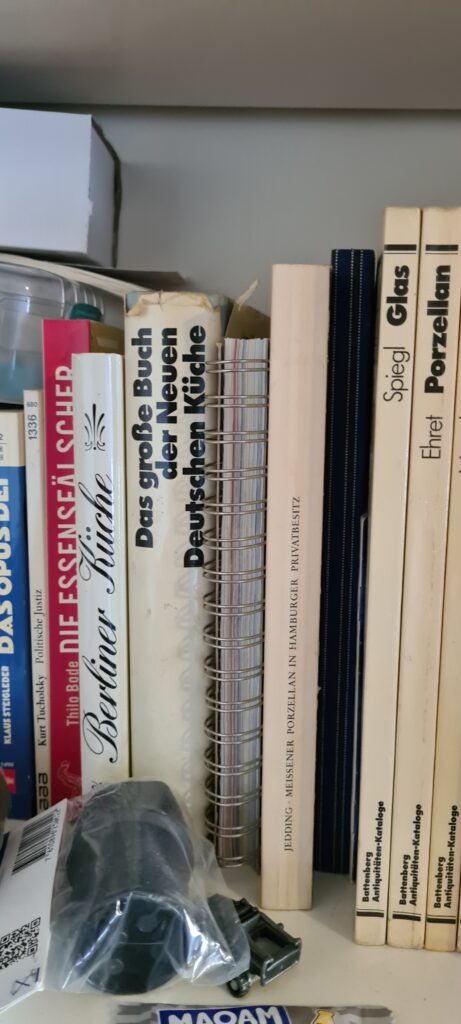 KLAUS STEIGLEDER
DAS OPUS DEI
1336
Kurt Tucholsky Politische Justiz
Thilo Bode DIE ESSENSFÄLSCHER
Berliner Küche
Das große Buch
der Neuen
Deutschen Küche
JEDDING · MEISSENER PORZELLAN IN HAMBURGER PRIVATBESITZ
Spiegl Glas
Battenberg
Antiquitäten-Kataloge
Ehret Porzellan
Battenberg
Antiquitäten-Kataloge
Battenberg
Antiquitäten-Kataloge
MAOAM